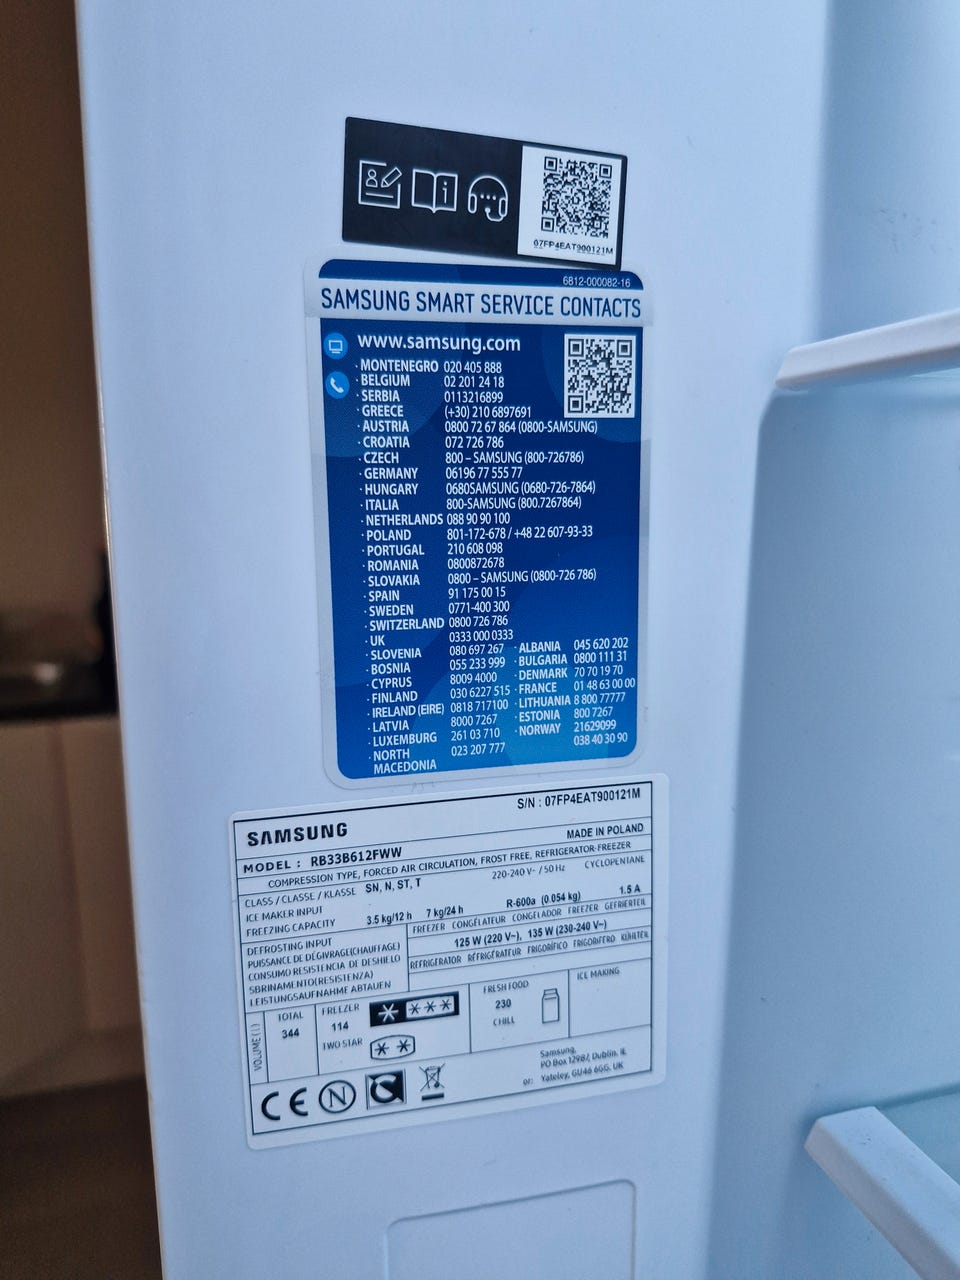 07FP4EAT900121M
6812-000082-16
SAMSUNG SMART SERVICE CONTACTS
www.samsung.com
· MONTENEGRO 020 405 888
· BELGIUM 02 201 24 18
· SERBIA 0113216899
· GREECE (+30) 210 6897691
· AUSTRIA 0800 72 67 864 (0800-SAMSUNG)
· CROATIA 072 726 786
· CZECH 800 – SAMSUNG (800-726786)
· GERMANY 06196 77 555 77
· HUNGARY 0680SAMSUNG (0680-726-7864)
· ITALIA 800-SAMSUNG (800.7267864)
· NETHERLANDS 088 90 90 100
· POLAND 801-172-678 / +48 22 607-93-33
· PORTUGAL 210 608 098
· ROMANIA 0800872678
· SLOVAKIA 0800 – SAMSUNG (0800-726 786)
· SPAIN 91 175 00 15
· SWEDEN 0771-400 300
· SWITZERLAND 0800 726 786
· UK 0333 000 0333
· SLOVENIA 080 697 267 · ALBANIA 045 620 202
· BOSNIA 055 233 999 · BULGARIA 0800 111 31
· CYPRUS 8009 4000 · DENMARK 70 70 19 70
· FINLAND 030 6227 515 · FRANCE 01 48 63 00 00
· IRELAND (EIRE) 0818 717100 · LITHUANIA 8 800 77777
· LATVIA 8000 7267 · ESTONIA 800 7267
· LUXEMBURG 261 03 710 · NORWAY 21629099
· NORTH MACEDONIA 023 207 777 038 40 30 90
S/N : 07FP4EAT900121M
SAMSUNG
MADE IN POLAND
MODEL : RB33B612FWW
COMPRESSION TYPE, FORCED AIR CIRCULATION, FROST FREE, REFRIGERATOR-FREEZER
CLASS / CLASSE / KLASSE SN, N, ST, T 220-240 V~ / 50 Hz CYCLOPENTANE
ICE MAKER INPUT
FREEZING CAPACITY 3.5 kg/12 h 7 kg/24 h R-600a (0.054 kg) 1.5 A
DEFROSTING INPUT
PUISSANCE DE DÉGIVRAGE(CHAUFFAGE)
CONSUMO RESISTENCIA DE DESHIELO
SBRINAMENTO(RESISTENZA)
LEISTUNGSAUFNAHME ABTAUEN
FREEZER CONGÉLATEUR CONGELADOR FREEZER GEFRIERTEIL
125 W (220 V~), 135 W (230-240 V~)
REFRIGERATOR RÉFRIGÉRATEUR FRIGORÍFICO FRIGORIFERO KÜHLTEIL
VOLUME (L)
TOTAL
344
FREEZER
114
TWO STAR
FRESH FOOD
230
CHILL
ICE MAKING
Samsung,
PO Box 12987, Dublin. IL
or: Yateley, GU46 6GG. UK
CE N